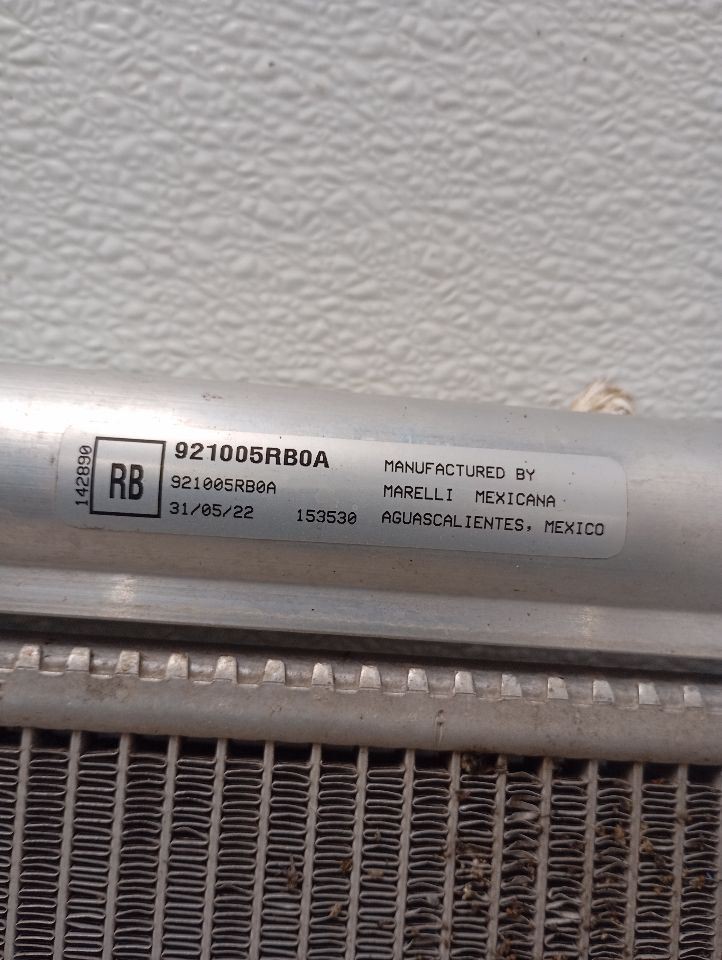 142890
RB
921005RB0A
921005RB0A
31/05/22 153530
MANUFACTURED BY
MARELLI MEXICANA
AGUASCALIENTES, MEXICO